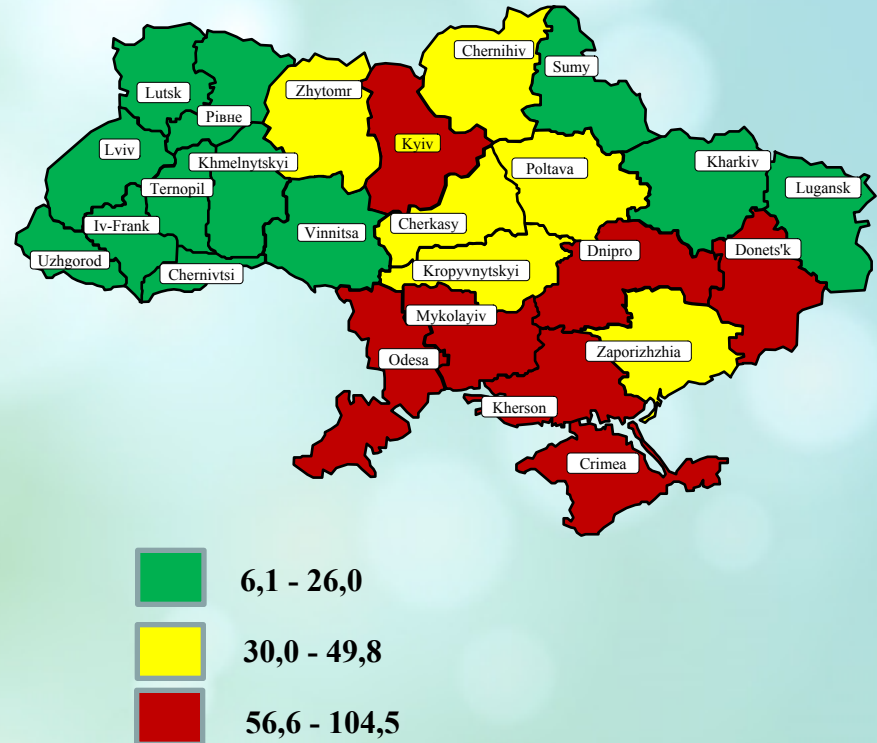 Chernihiv
Sumy
Zhytomr
Lutsk
Рівне
Kyiv
Lviv
Khmelnytskyi
Poltava
Kharkiv
Ternopil
Lugansk
Iv-Frank
Cherkasy
Vinnitsa
Uzhgorod
Chernivtsi
Kropyvnytskyi
Dnipro
Donets'k
Mykolayiv
Odesa
Zaporizhzhia
Kherson
Crimea
6,1 - 26,0
30,0 - 49,8
56,6 - 104,5